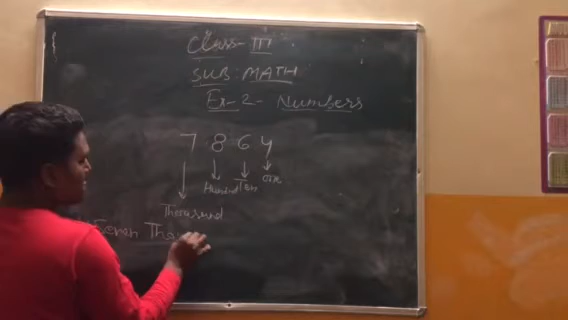 Class - III
SUB: MATH
Ex-2- Numbers
7 8 6 4
Hundred Ten one
Thousand
Seven Tho